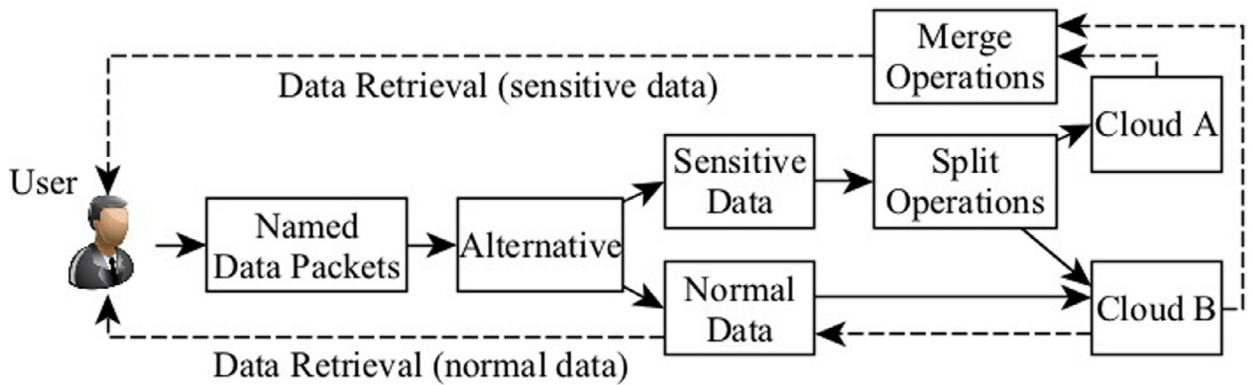 Merge
Operations
Data Retrieval (sensitive data)
Cloud A
Sensitive
Data
Split
Operations
User
Named
Data Packets
Alternative
Normal
Data
Cloud B
Data Retrieval (normal data)